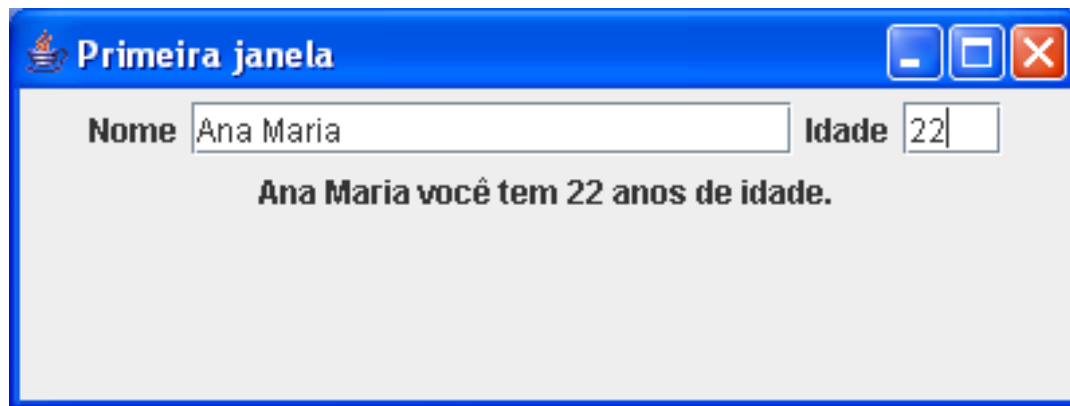 Primeira janela
Nome Ana Maria Idade 22
Ana Maria você tem 22 anos de idade.